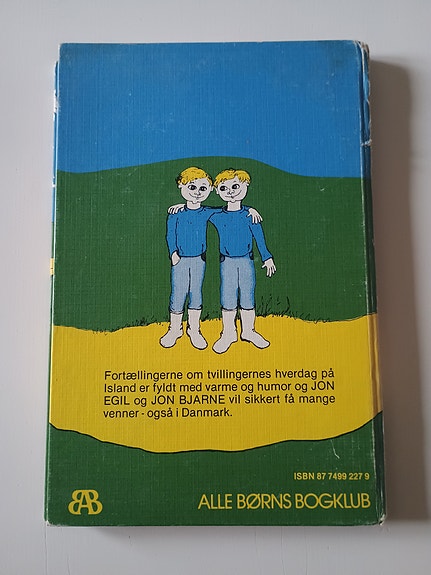 Fortællingerne om tvillingernes hverdag på
Island er fyldt med varme og humor og JON
EGIL og JON BJARNE vil sikkert få mange
venner - også i Danmark.
ISBN 87 7499 227 9
BAB
ALLE BØRNS BOGKLUB